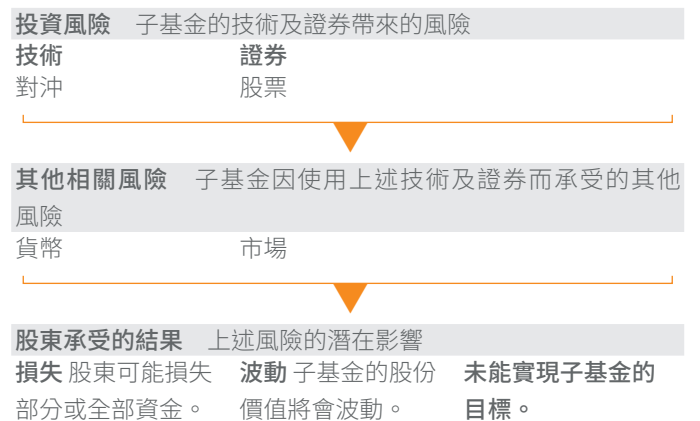 投資風險 子基金的技術及證券帶來的風險
技術 證券
對沖 股票
其他相關風險 子基金因使用上述技術及證券而承受的其他
風險
貨幣 市場
股東承受的結果 上述風險的潛在影響
損失 股東可能損失 波動 子基金的股份 未能實現子基金的
部分或全部資金。 價值將會波動。 目標。